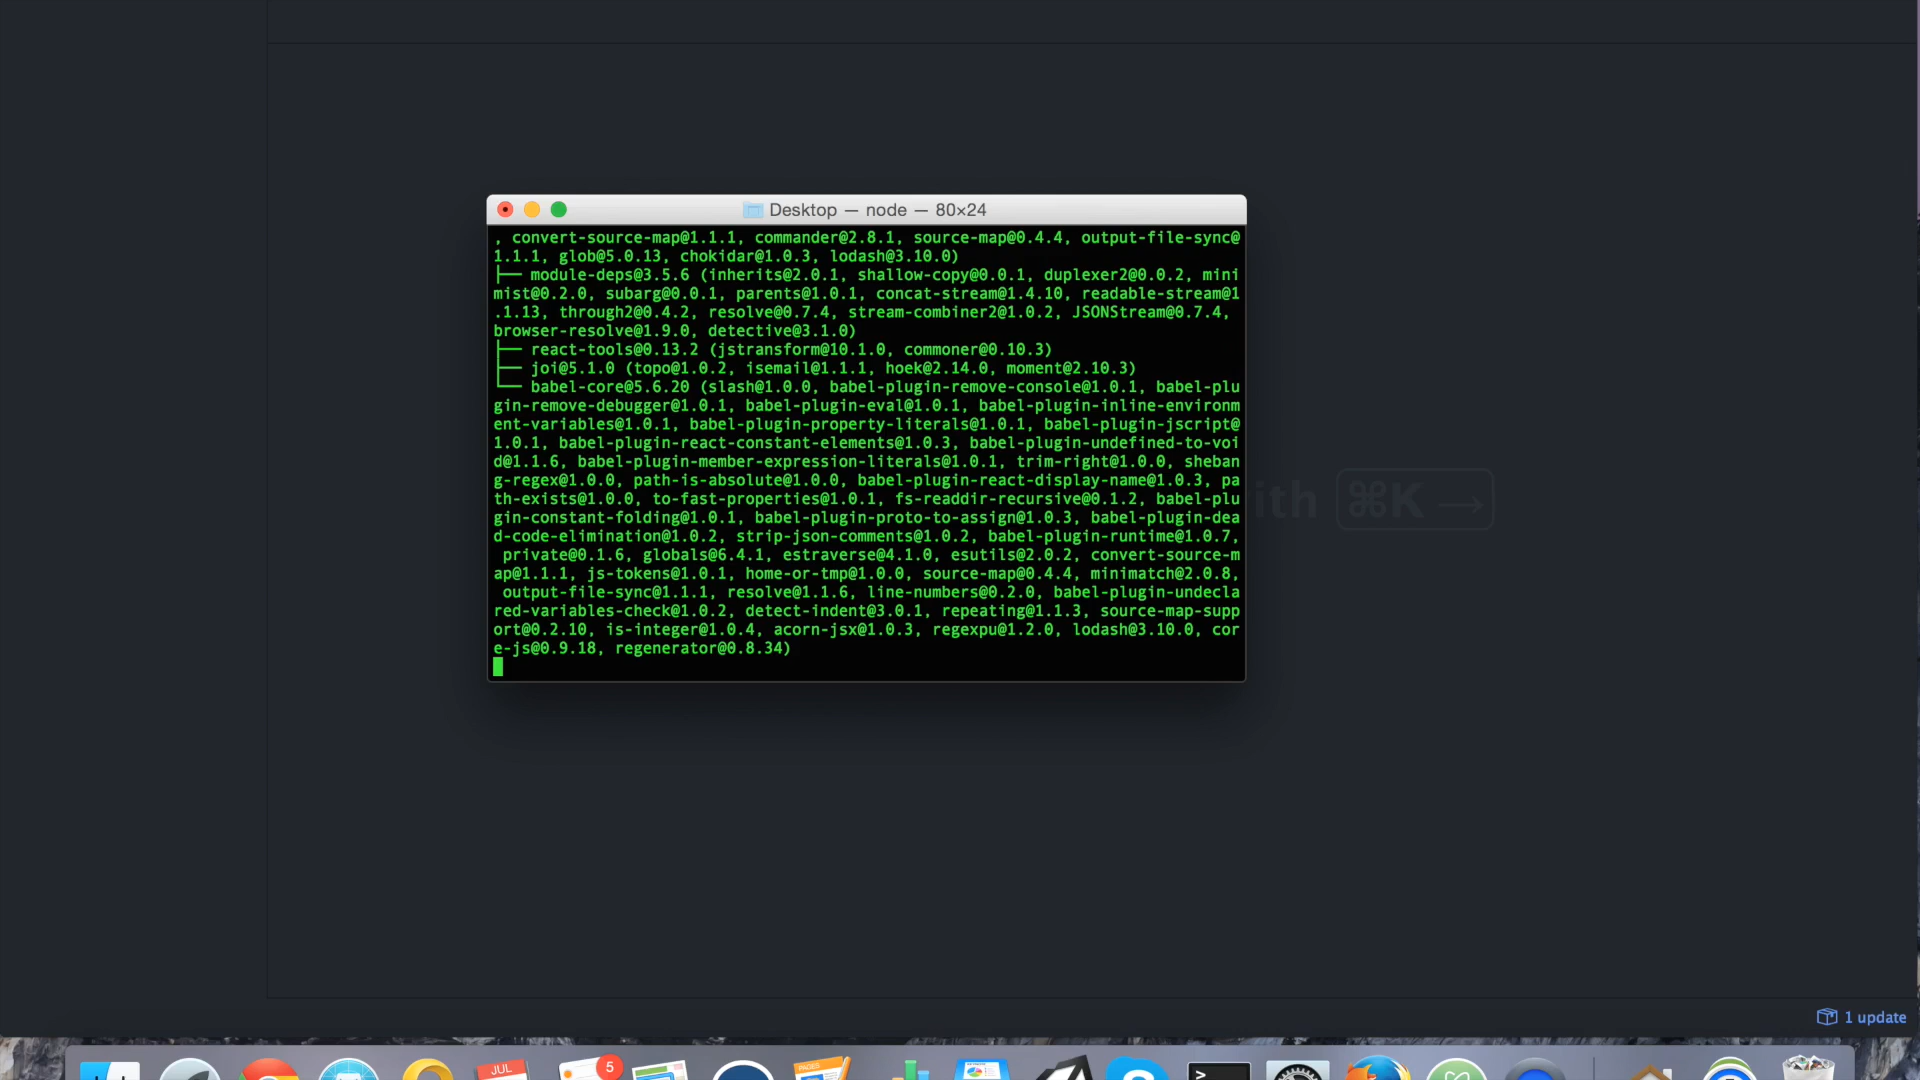 Desktop — node — 80×24
, convert-source-map@1.1.1, commander@2.8.1, source-map@0.4.4, output-file-sync@
1.1.1, glob@5.0.13, chokidar@1.0.3, lodash@3.10.0)
├── module-deps@3.5.6 (inherits@2.0.1, shallow-copy@0.0.1, duplexer2@0.0.2, mini
mist@0.2.0, subarg@0.0.1, parents@1.0.1, concat-stream@1.4.10, readable-stream@1
.1.13, through2@0.4.2, resolve@0.7.4, stream-combiner2@1.0.2, JSONStream@0.7.4,
browser-resolve@1.9.0, detective@3.1.0)
├── react-tools@0.13.2 (jstransform@10.1.0, commoner@0.10.3)
├── joi@5.1.0 (topo@1.0.2, isemail@1.1.1, hoek@2.14.0, moment@2.10.3)
└── babel-core@5.6.20 (slash@1.0.0, babel-plugin-remove-console@1.0.1, babel-plu
gin-remove-debugger@1.0.1, babel-plugin-eval@1.0.1, babel-plugin-inline-environm
ent-variables@1.0.1, babel-plugin-property-literals@1.0.1, babel-plugin-jscript@
1.0.1, babel-plugin-react-constant-elements@1.0.3, babel-plugin-undefined-to-voi
d@1.1.6, babel-plugin-member-expression-literals@1.0.1, trim-right@1.0.0, sheban
g-regex@1.0.0, path-is-absolute@1.0.0, babel-plugin-react-display-name@1.0.3, pa
th-exists@1.0.0, to-fast-properties@1.0.1, fs-readdir-recursive@0.1.2, babel-plu
gin-constant-folding@1.0.1, babel-plugin-proto-to-assign@1.0.3, babel-plugin-dea
d-code-elimination@1.0.2, strip-json-comments@1.0.2, babel-plugin-runtime@1.0.7,
private@0.1.6, globals@6.4.1, estraverse@4.1.0, esutils@2.0.2, convert-source-m
ap@1.1.1, js-tokens@1.0.1, home-or-tmp@1.0.0, source-map@0.4.4, minimatch@2.0.8,
output-file-sync@1.1.1, resolve@1.1.6, line-numbers@0.2.0, babel-plugin-undecla
red-variables-check@1.0.2, detect-indent@3.0.1, repeating@1.1.3, source-map-supp
ort@0.2.10, is-integer@1.0.4, acorn-jsx@1.0.3, regexpu@1.2.0, lodash@3.10.0, cor
e-js@0.9.18, regenerator@0.8.34)
ith ⌘K →
1 update
JUL
5
PAGES